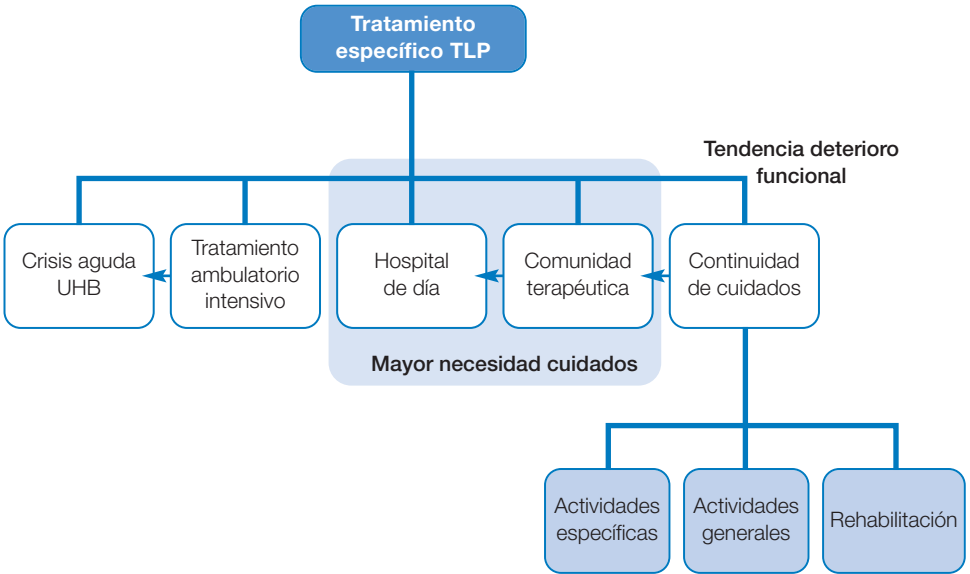 Tratamiento
específico TLP
Tendencia deterioro
funcional
Crisis aguda
UHB
Tratamiento
ambulatorio
intensivo
Hospital
de día
Comunidad
terapéutica
Continuidad
de cuidados
Mayor necesidad cuidados
Actividades
específicas
Actividades
generales
Rehabilitación